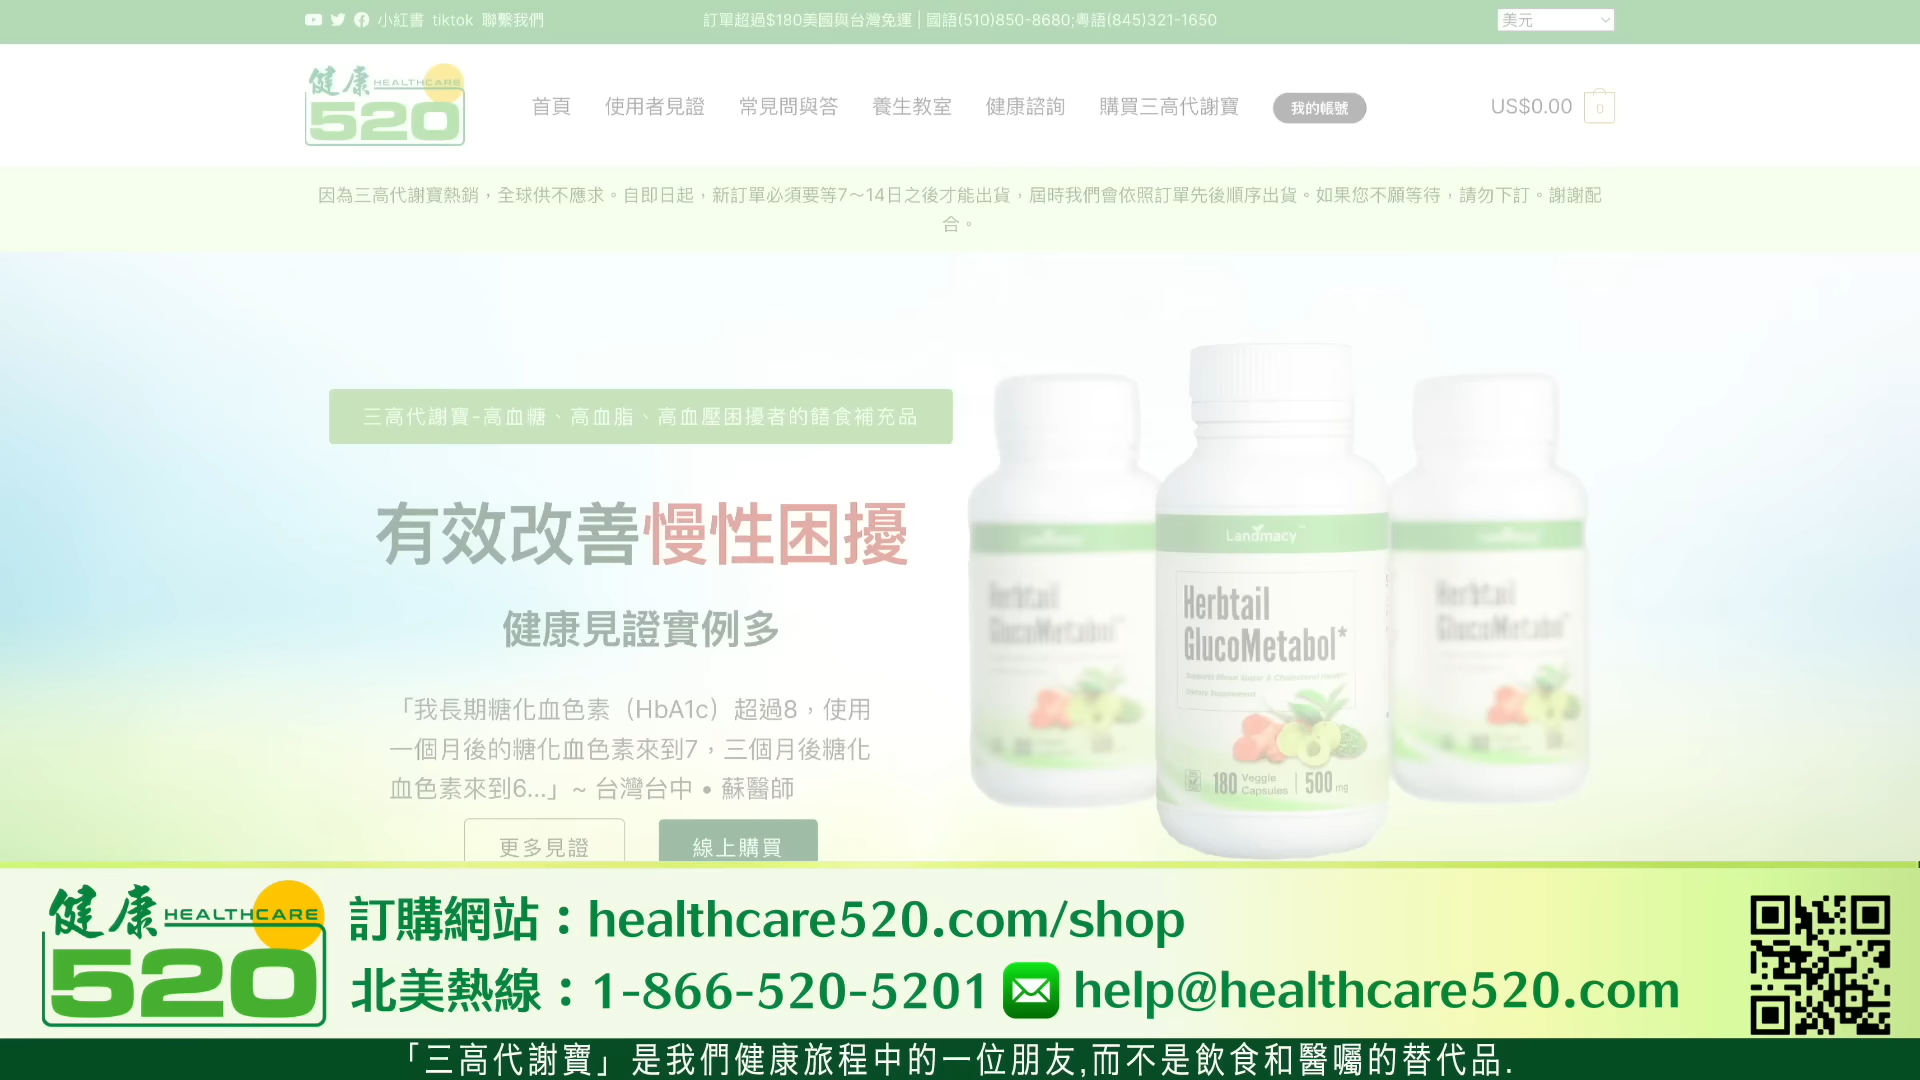 小紅書 tiktok 聯繫我們
訂單超過$180美國與台灣免運 | 國語(510)850-8680;粵語(845)321-1650
美元
健康 HEALTHCARE
520
首頁 使用者見證 常見問與答 養生教室 健康諮詢 購買三高代謝寶 我的帳號
US$0.00 0
因為三高代謝寶熱銷，全球供不應求。自即日起，新訂單必須要等7～14日之後才能出貨，屆時我們會依照訂單先後順序出貨。如果您不願等待，請勿下訂。謝謝配
合。
三高代謝寶-高血糖、高血脂、高血壓困擾者的膳食補充品
有效改善慢性困擾
健康見證實例多
「我長期糖化血色素（HbA1c）超過8，使用
一個月後的糖化血色素來到7，三個月後糖化
血色素來到6...」~ 台灣台中 • 蘇醫師
更多見證 線上購買
Landmacy
Herbtail
GlucoMetabol*
Supports Blood Sugar & Cholesterol Health*
Dietary Supplement
180 Veggie Capsules | 500 mg
Herbtail
GlucoMetabol
Herbtail
GlucoMetabol
健康 HEALTHCARE
520
訂購網站：healthcare520.com/shop
北美熱線：1-866-520-5201 help@healthcare520.com
「三高代謝寶」是我們健康旅程中的一位朋友,而不是飲食和醫囑的替代品.